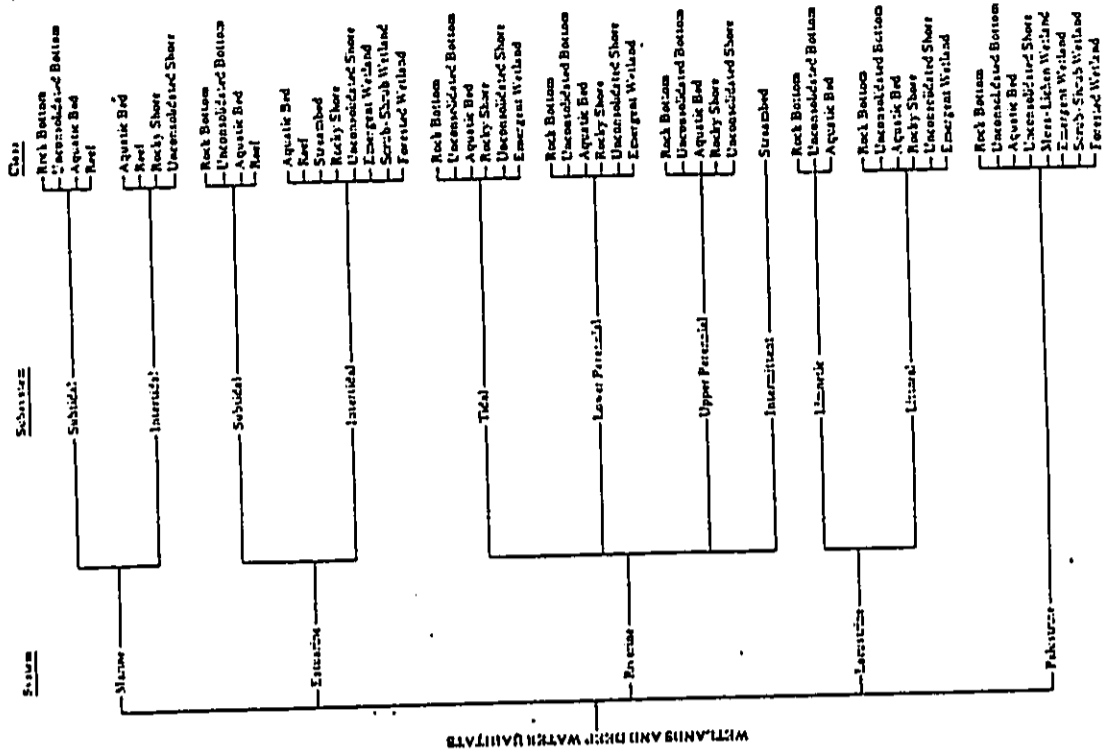 System
Subsystem
Class
WETLANDS AND DEEP WATER HABITATS
Marine
Subtidal
Rock Bottom
Unconsolidated Bottom
Aquatic Bed
Reef
Intertidal
Aquatic Bed
Reef
Rocky Shore
Unconsolidated Shore
Estuarine
Subtidal
Rock Bottom
Unconsolidated Bottom
Aquatic Bed
Reef
Intertidal
Aquatic Bed
Reef
Streambed
Rocky Shore
Unconsolidated Shore
Emergent Wetland
Scrub-Shrub Wetland
Forested Wetland
Riverine
Tidal
Rock Bottom
Unconsolidated Bottom
Aquatic Bed
Rocky Shore
Unconsolidated Shore
Emergent Wetland
Lower Perennial
Rock Bottom
Unconsolidated Bottom
Aquatic Bed
Rocky Shore
Unconsolidated Shore
Emergent Wetland
Upper Perennial
Rock Bottom
Unconsolidated Bottom
Aquatic Bed
Rocky Shore
Unconsolidated Shore
Intermittent
Streambed
Lacustrine
Limnetic
Rock Bottom
Unconsolidated Bottom
Aquatic Bed
Littoral
Rock Bottom
Unconsolidated Bottom
Aquatic Bed
Rocky Shore
Unconsolidated Shore
Emergent Wetland
Palustrine
Rock Bottom
Unconsolidated Bottom
Aquatic Bed
Unconsolidated Shore
Moss-Lichen Wetland
Emergent Wetland
Scrub-Shrub Wetland
Forested Wetland